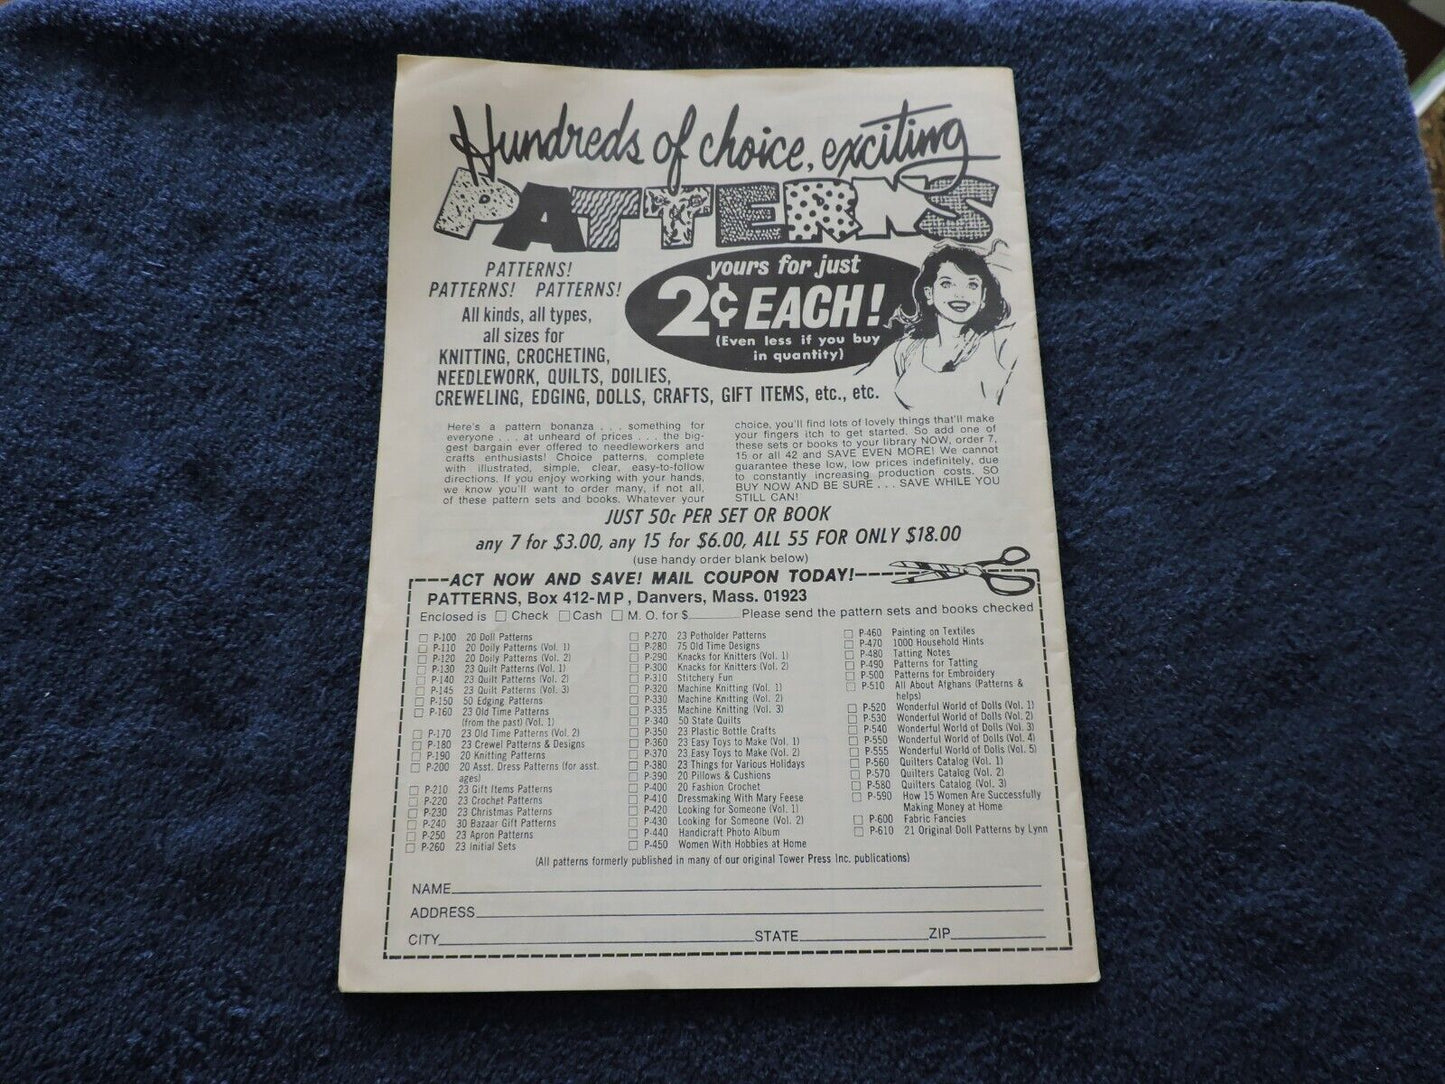 Hundreds of choice, exciting
PATTERNS
PATTERNS!
PATTERNS! PATTERNS!
All kinds, all types,
all sizes for
KNITTING, CROCHETING,
NEEDLEWORK, QUILTS, DOILIES,
CREWELING, EDGING, DOLLS, CRAFTS, GIFT ITEMS, etc., etc.
yours for just
2¢ EACH!
(Even less if you buy
in quantity)
Here's a pattern bonanza . . . something for
everyone . . . at unheard of prices . . . the big-
gest bargain ever offered to needleworkers and
crafts enthusiasts! Choice patterns, complete
with illustrated, simple, clear, easy-to-follow
directions. If you enjoy working with your hands,
we know you'll want to order many, if not all,
of these pattern sets and books. Whatever your
choice, you'll find lots of lovely things that'll make
your fingers itch to get started. So add one of
these sets or books to your library NOW, order 7,
15 or all 42 and SAVE EVEN MORE! We cannot
guarantee these low, low prices indefinitely, due
to constantly increasing production costs. SO
BUY NOW AND BE SURE . . . SAVE WHILE YOU
STILL CAN!
JUST 50c PER SET OR BOOK
any 7 for $3.00, any 15 for $6.00, ALL 55 FOR ONLY $18.00
(use handy order blank below)
ACT NOW AND SAVE! MAIL COUPON TODAY!
PATTERNS, Box 412-MP, Danvers, Mass. 01923
Enclosed is □ Check □ Cash □ M. O. for $________ Please send the pattern sets and books checked
□ P-100 20 Doll Patterns
□ P-110 20 Doily Patterns (Vol. 1)
□ P-120 20 Doily Patterns (Vol. 2)
□ P-130 23 Quilt Patterns (Vol. 1)
□ P-140 23 Quilt Patterns (Vol. 2)
□ P-145 23 Quilt Patterns (Vol. 3)
□ P-150 50 Edging Patterns
□ P-160 23 Old Time Patterns
(from the past) (Vol. 1)
□ P-170 23 Old Time Patterns (Vol. 2)
□ P-180 23 Crewel Patterns & Designs
□ P-190 20 Knitting Patterns
□ P-200 20 Asst. Dress Patterns (for asst.
ages)
□ P-210 23 Gift Items Patterns
□ P-220 23 Crochet Patterns
□ P-230 23 Christmas Patterns
□ P-240 30 Bazaar Gift Patterns
□ P-250 23 Apron Patterns
□ P-260 23 Initial Sets
□ P-270 23 Potholder Patterns
□ P-280 75 Old Time Designs
□ P-290 Knacks for Knitters (Vol. 1)
□ P-300 Knacks for Knitters (Vol. 2)
□ P-310 Stitchery Fun
□ P-320 Machine Knitting (Vol. 1)
□ P-330 Machine Knitting (Vol. 2)
□ P-335 Machine Knitting (Vol. 3)
□ P-340 50 State Quilts
□ P-350 23 Plastic Bottle Crafts
□ P-360 23 Easy Toys to Make (Vol. 1)
□ P-370 23 Easy Toys to Make (Vol. 2)
□ P-380 23 Things for Various Holidays
□ P-390 20 Pillows & Cushions
□ P-400 20 Fashion Crochet
□ P-410 Dressmaking With Mary Feese
□ P-420 Looking for Someone (Vol. 1)
□ P-430 Looking for Someone (Vol. 2)
□ P-440 Handicraft Photo Album
□ P-450 Women With Hobbies at Home
□ P-460 Painting on Textiles
□ P-470 1000 Household Hints
□ P-480 Tatting Notes
□ P-490 Patterns for Tatting
□ P-500 Patterns for Embroidery
□ P-510 All About Afghans (Patterns &
helps)
□ P-520 Wonderful World of Dolls (Vol. 1)
□ P-530 Wonderful World of Dolls (Vol. 2)
□ P-540 Wonderful World of Dolls (Vol. 3)
□ P-550 Wonderful World of Dolls (Vol. 4)
□ P-555 Wonderful World of Dolls (Vol. 5)
□ P-560 Quilters Catalog (Vol. 1)
□ P-570 Quilters Catalog (Vol. 2)
□ P-580 Quilters Catalog (Vol. 3)
□ P-590 How 15 Women Are Successfully
Making Money at Home
□ P-600 Fabric Fancies
□ P-610 21 Original Doll Patterns by Lynn
(All patterns formerly published in many of our original Tower Press Inc. publications)
NAME
ADDRESS
CITY STATE ZIP